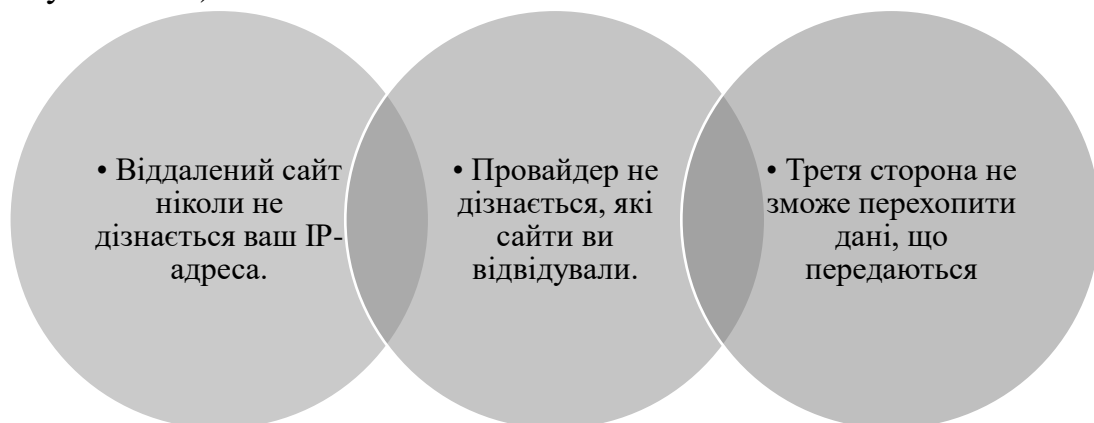 • Віддалений сайт
ніколи не
дізнається ваш IP-
адреса.
• Провайдер не
дізнається, які
сайти ви
відвідували.
• Третя сторона не
зможе перехопити
дані, що
передаються